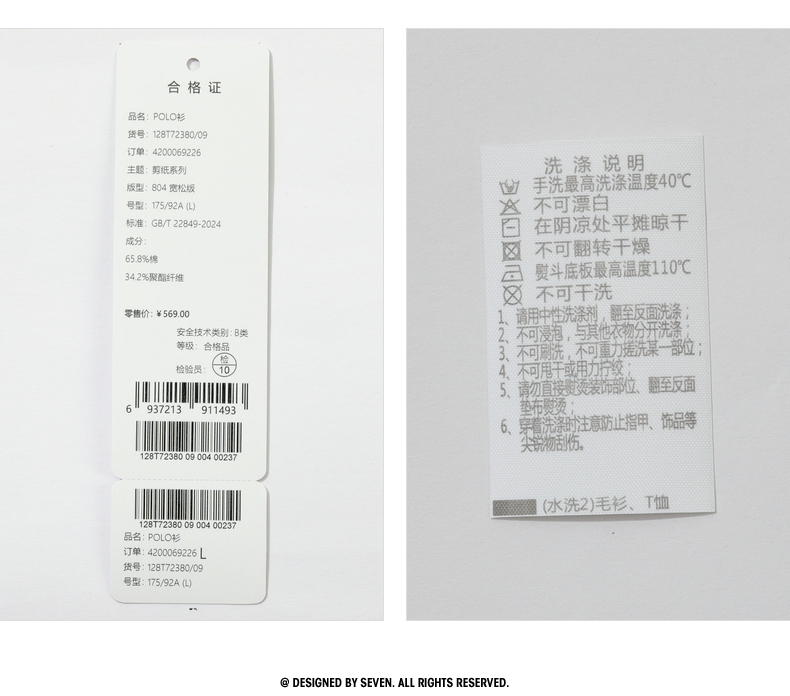 合格证
品名：POLO衫
货号：128T72380/09
订单：4200069226
主题：剪纸系列
版型：804 宽松版
号型：175/92A (L)
标准：GB/T 22849-2024
成分：
65.8%棉
34.2%聚酯纤维
零售价：¥569.00
安全技术类别：B类
等级：合格品
检验员：检 10
6 937213 911493
128T72380 09 004 00237
128T72380 09 004 00237
品名：POLO衫
订单：4200069226 L
货号：128T72380/09
号型：175/92A (L)
洗涤说明
手洗最高洗涤温度40℃
不可漂白
在阴凉处平摊晾干
不可翻转干燥
熨斗底板最高温度110℃
不可干洗
1、请用中性洗涤剂，翻至反面洗涤；
2、不可浸泡，与其他衣物分开洗涤；
3、不可刷洗，不可重力搓洗某一部位；
4、不可甩干或用力拧绞；
5、请勿直接熨烫装饰部位、翻至反面
垫布熨烫；
6、穿着洗涤时注意防止指甲、饰品等
尖锐物刮伤。
(水洗2)毛衫、T恤
@ DESIGNED BY SEVEN. ALL RIGHTS RESERVED.